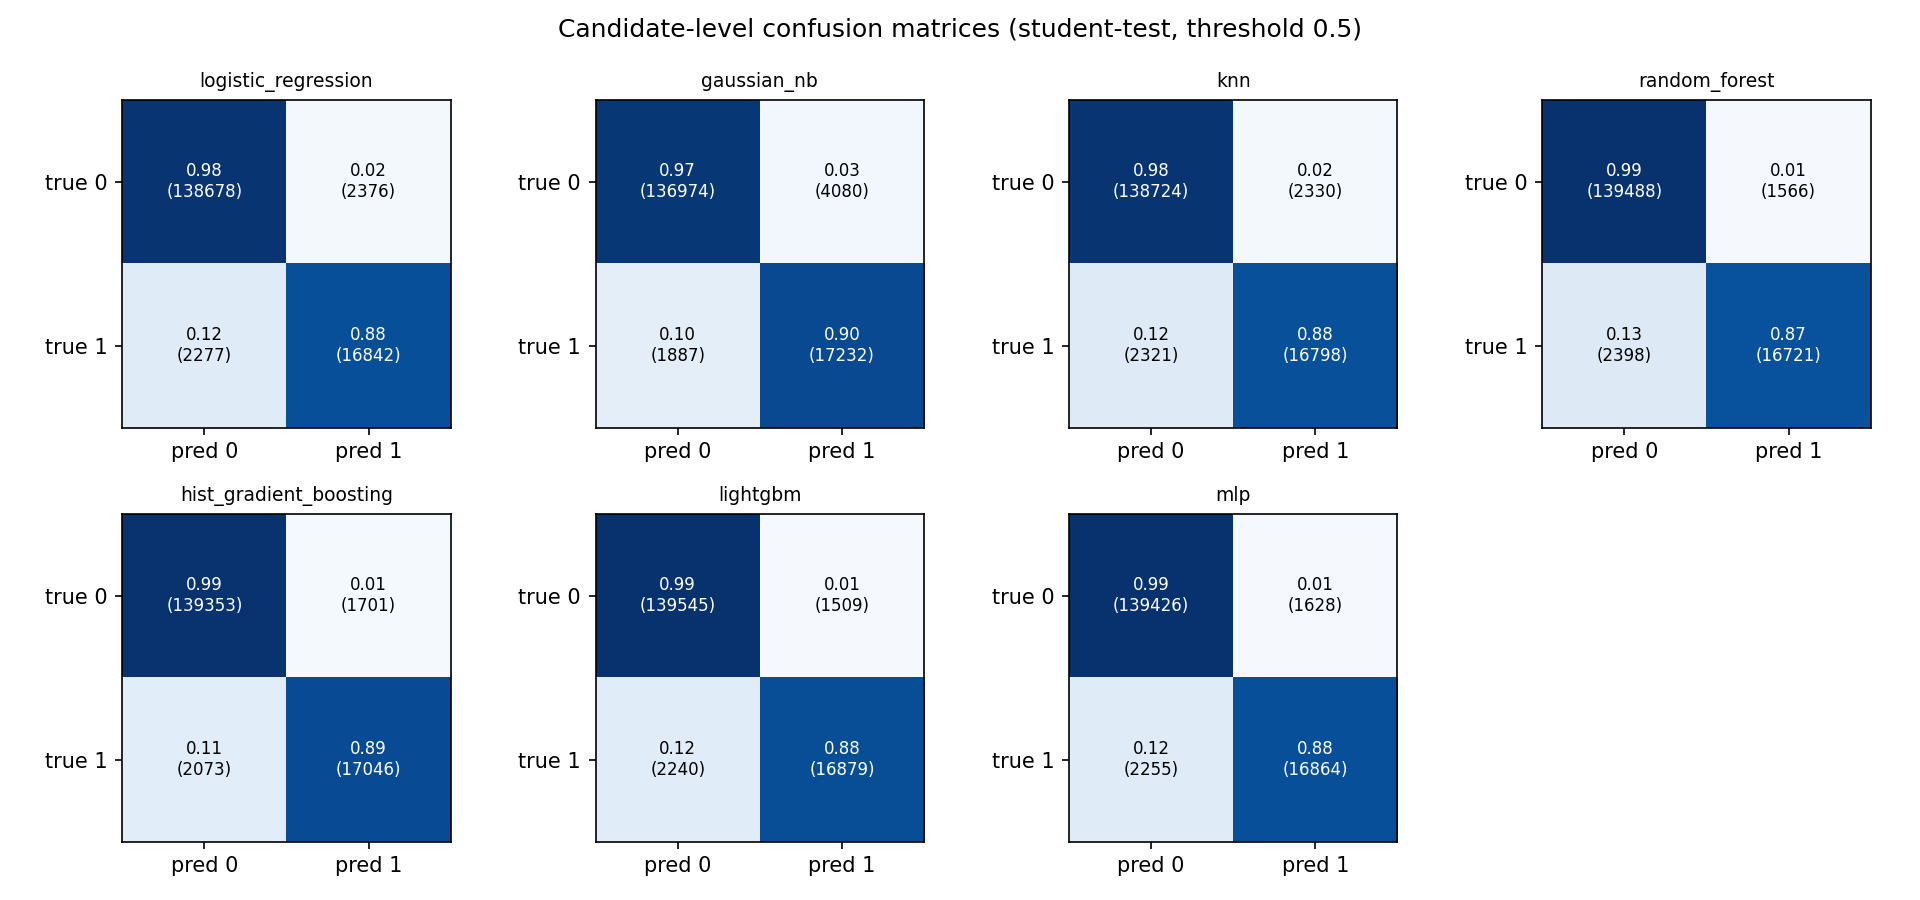 Candidate-level confusion matrices (student-test, threshold 0.5)
logistic_regression
true 0
0.98
(138678)
0.02
(2376)
true 1
0.12
(2277)
0.88
(16842)
pred 0
pred 1
gaussian_nb
true 0
0.97
(136974)
0.03
(4080)
true 1
0.10
(1887)
0.90
(17232)
pred 0
pred 1
knn
true 0
0.98
(138724)
0.02
(2330)
true 1
0.12
(2321)
0.88
(16798)
pred 0
pred 1
random_forest
true 0
0.99
(139488)
0.01
(1566)
true 1
0.13
(2398)
0.87
(16721)
pred 0
pred 1
hist_gradient_boosting
true 0
0.99
(139353)
0.01
(1701)
true 1
0.11
(2073)
0.89
(17046)
pred 0
pred 1
lightgbm
true 0
0.99
(139545)
0.01
(1509)
true 1
0.12
(2240)
0.88
(16879)
pred 0
pred 1
mlp
true 0
0.99
(139426)
0.01
(1628)
true 1
0.12
(2255)
0.88
(16864)
pred 0
pred 1